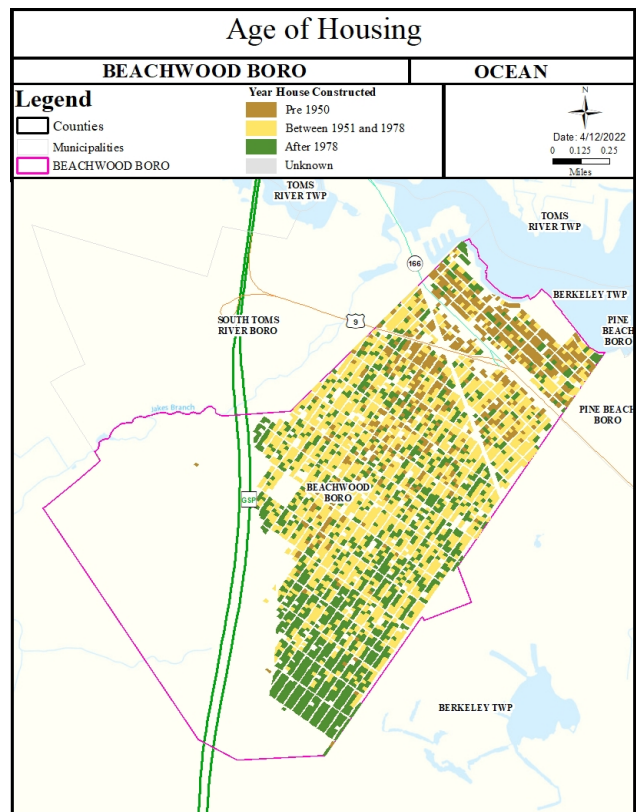 Age of Housing
BEACHWOOD BORO
OCEAN
Legend
Counties
Municipalities
BEACHWOOD BORO
Year House Constructed
Pre 1950
Between 1951 and 1978
After 1978
Unknown
N
Date: 4/12/2022
0 0.125 0.25
Miles
TOMS
RIVER TWP
TOMS
RIVER TWP
166
BERKELEY TWP
SOUTH TOMS
RIVER BORO
9
PINE
BEACH
BORO
Jakes Branch
PINE BEACH
BORO
BEACHWOOD
BORO
GSP
BERKELEY TWP